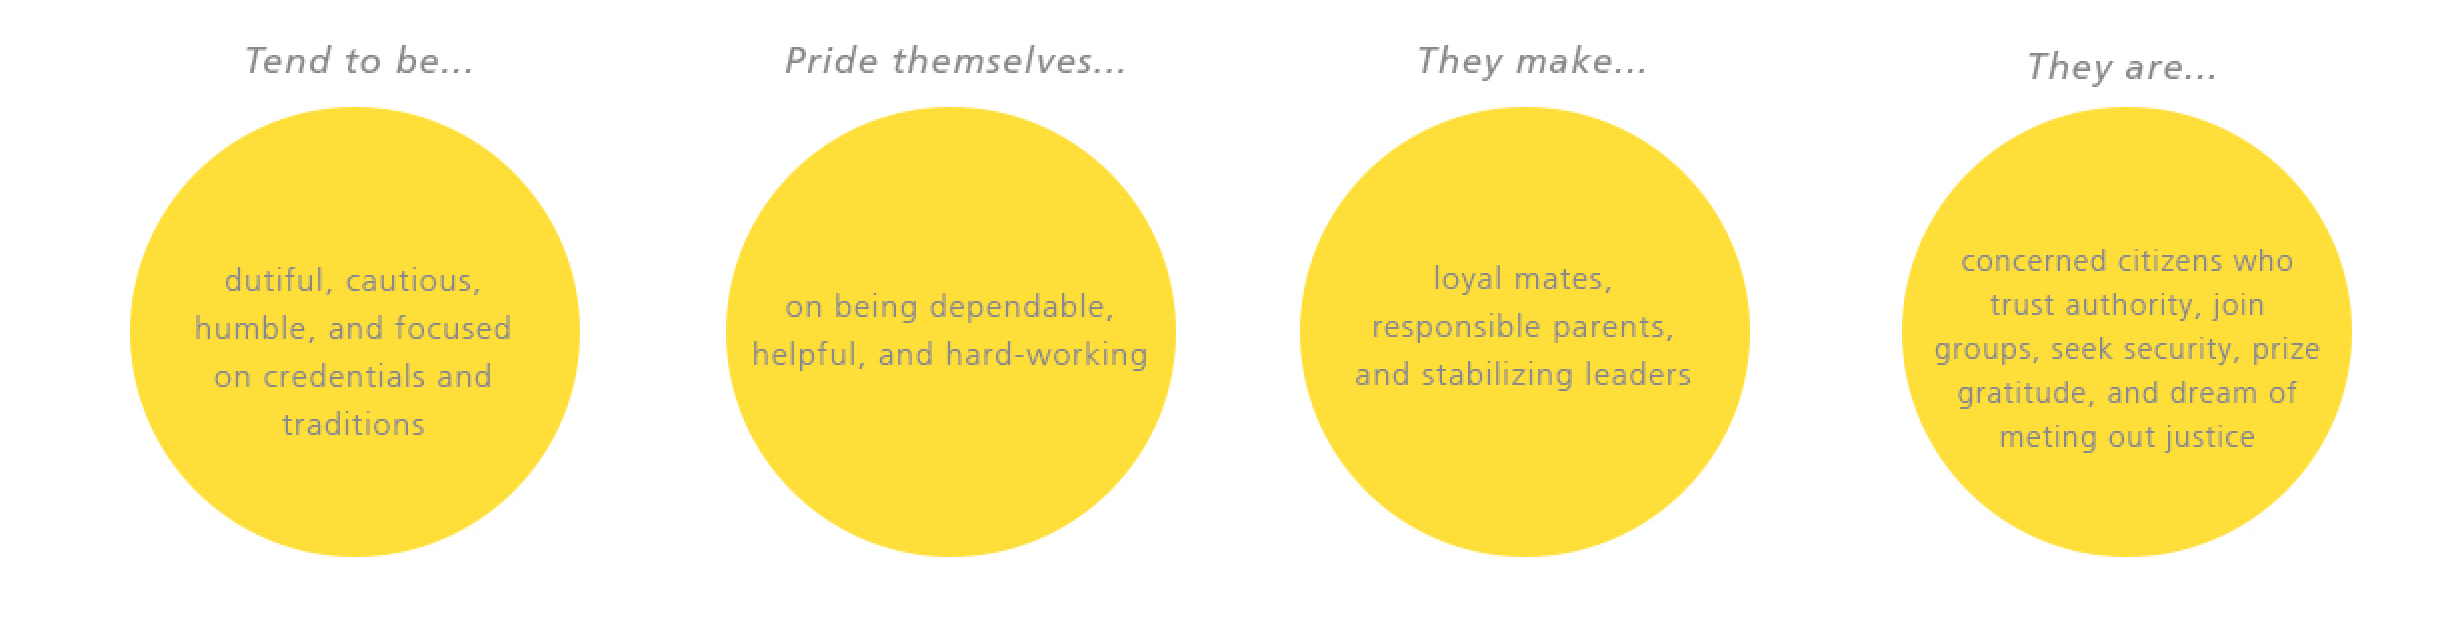 Tend to be...
dutiful, cautious,
humble, and focused
on credentials and
traditions
Pride themselves...
on being dependable,
helpful, and hard-working
They make...
loyal mates,
responsible parents,
and stabilizing leaders
They are...
concerned citizens who
trust authority, join
groups, seek security, prize
gratitude, and dream of
meting out justice